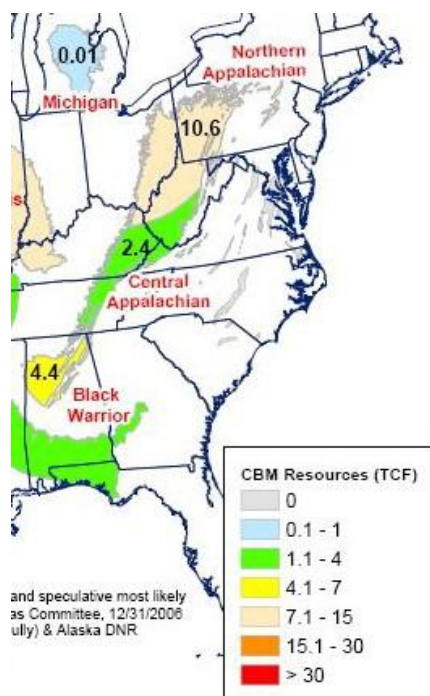 0.01
Northern
Appalachian
Michigan
10.6
s
2.4
Central
Appalachian
4.4
Black
Warrior
CBM Resources (TCF)
0
0.1 - 1
1.1 - 4
4.1 - 7
7.1 - 15
15.1 - 30
> 30
and speculative most likely
as Committee, 12/31/2006
ully) & Alaska DNR